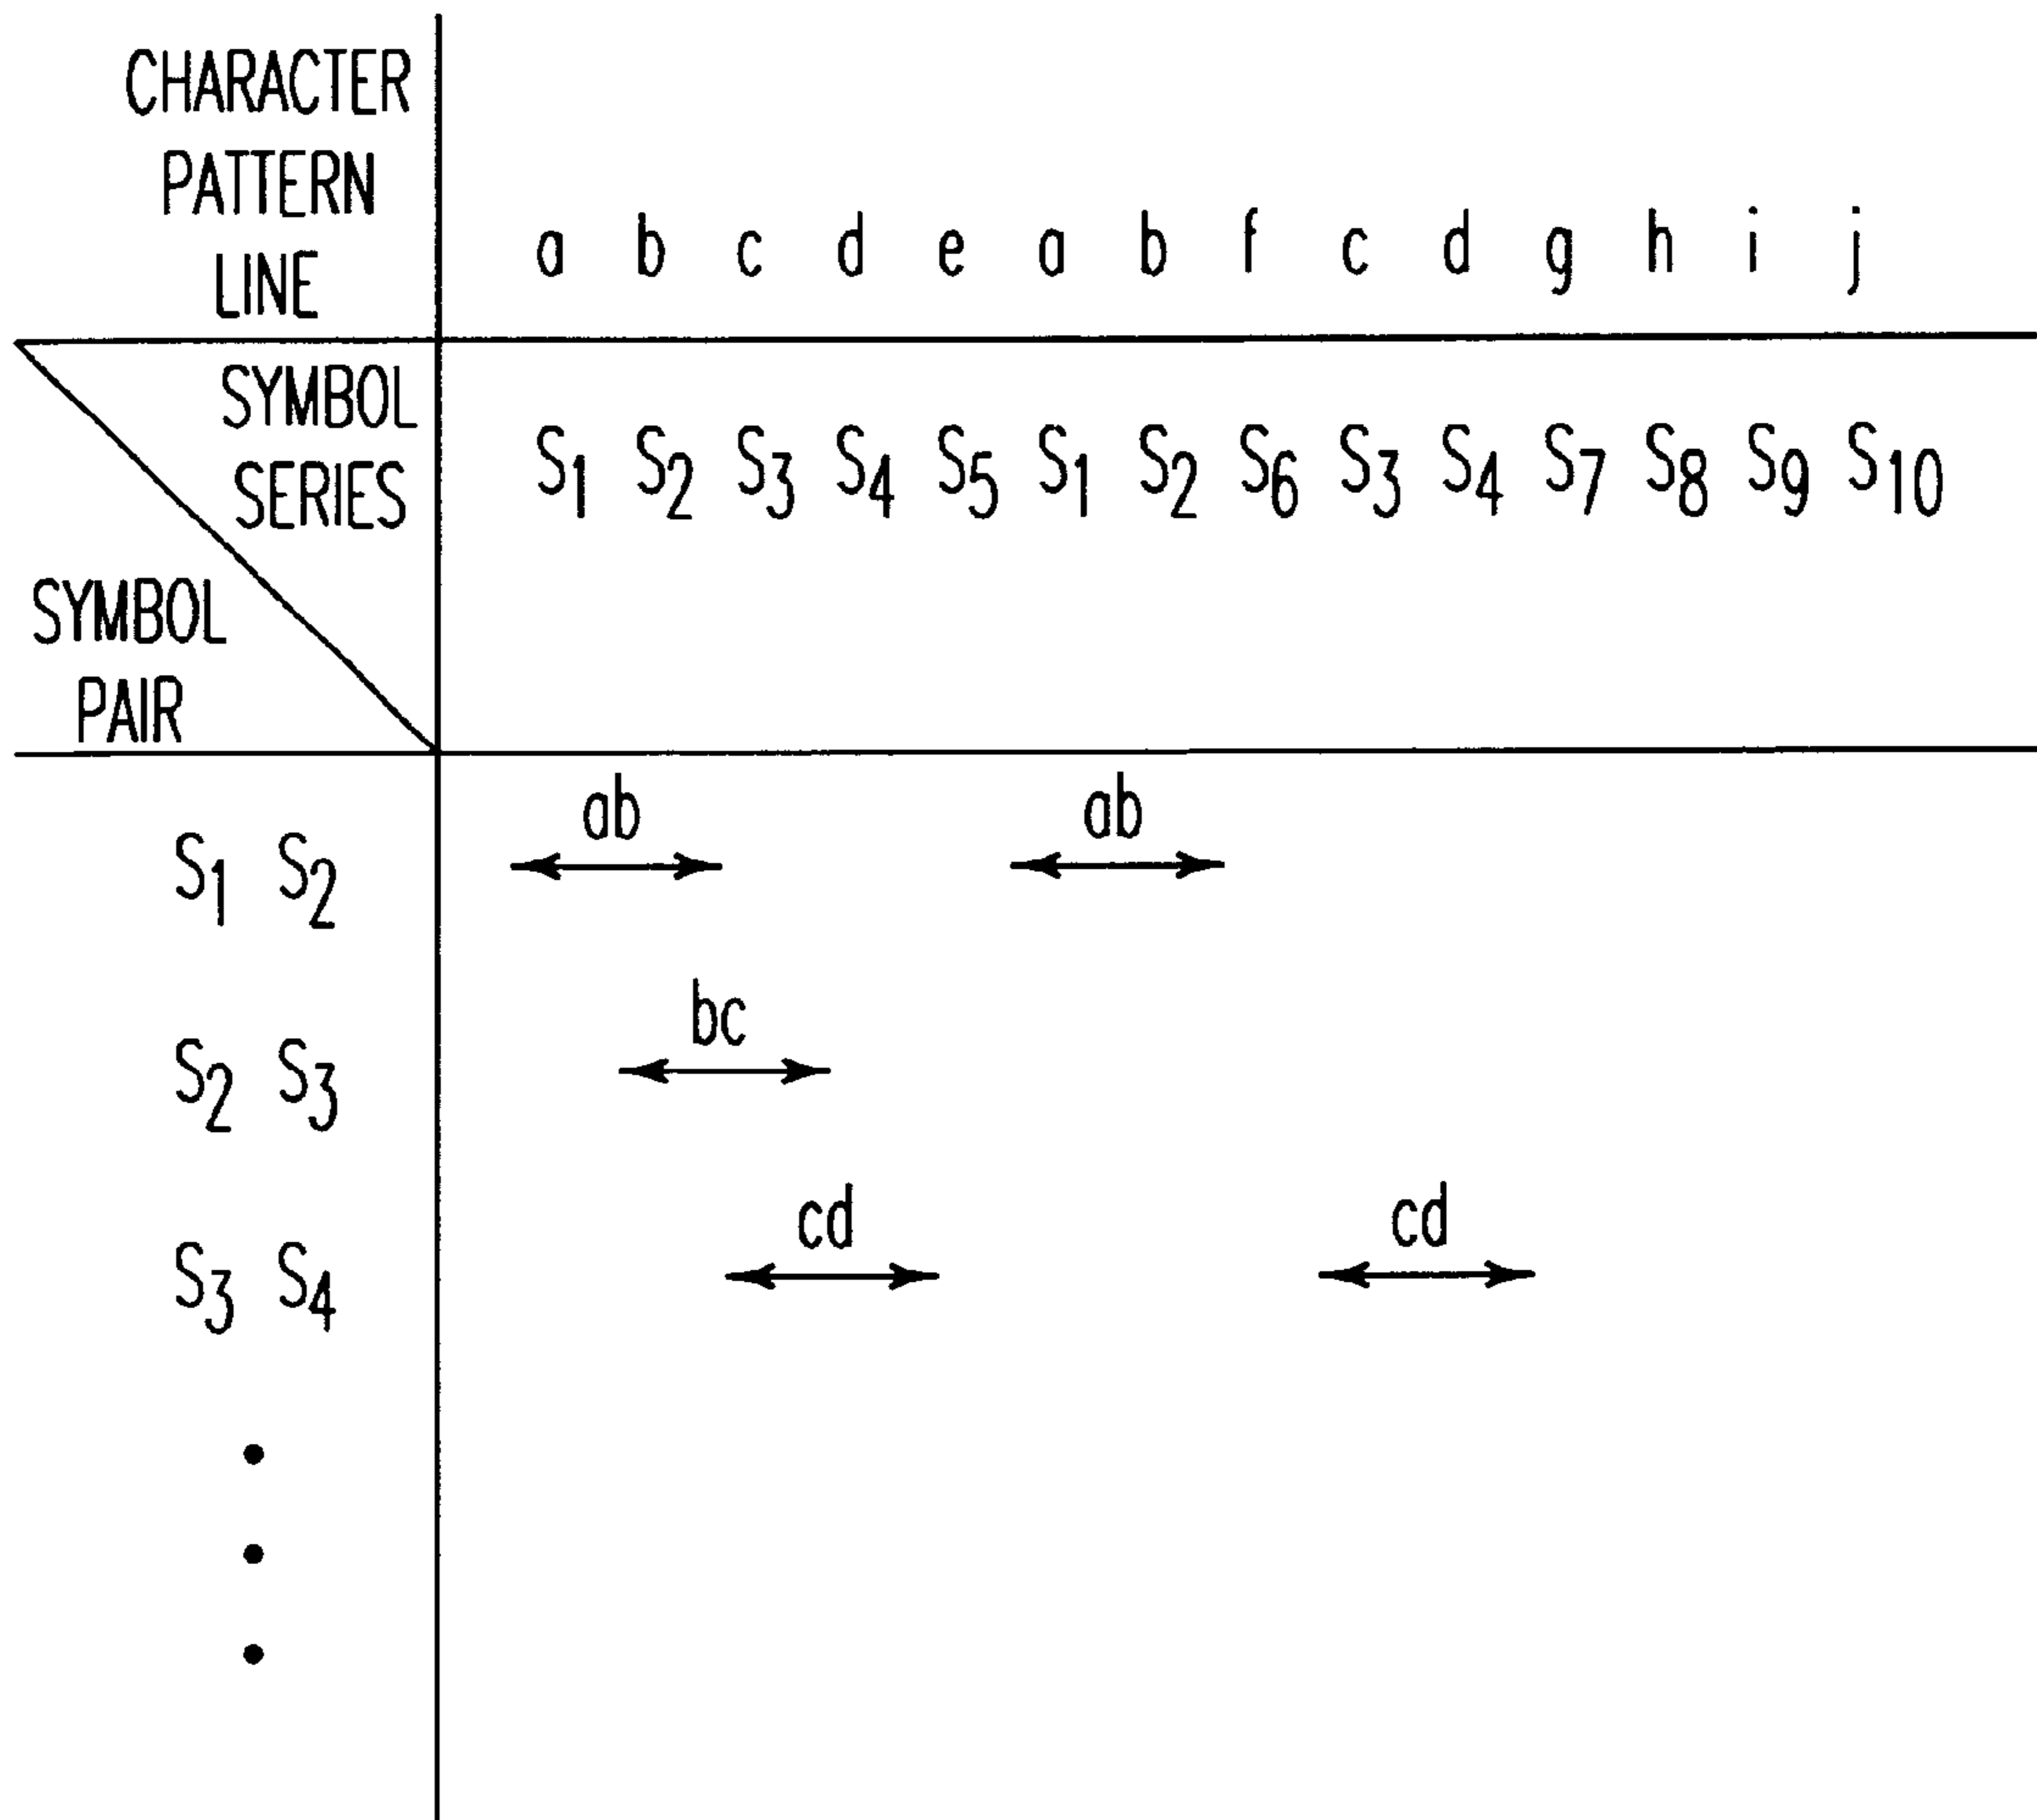 CHARACTER
PATTERN
LINE
a b c d e a b f c d g h i j
SYMBOL
SERIES
S1 S2 S3 S4 S5 S1 S2 S6 S3 S4 S7 S8 S9 S10
SYMBOL
PAIR
ab ab
S1 S2
bc
S2 S3
cd cd
S3 S4